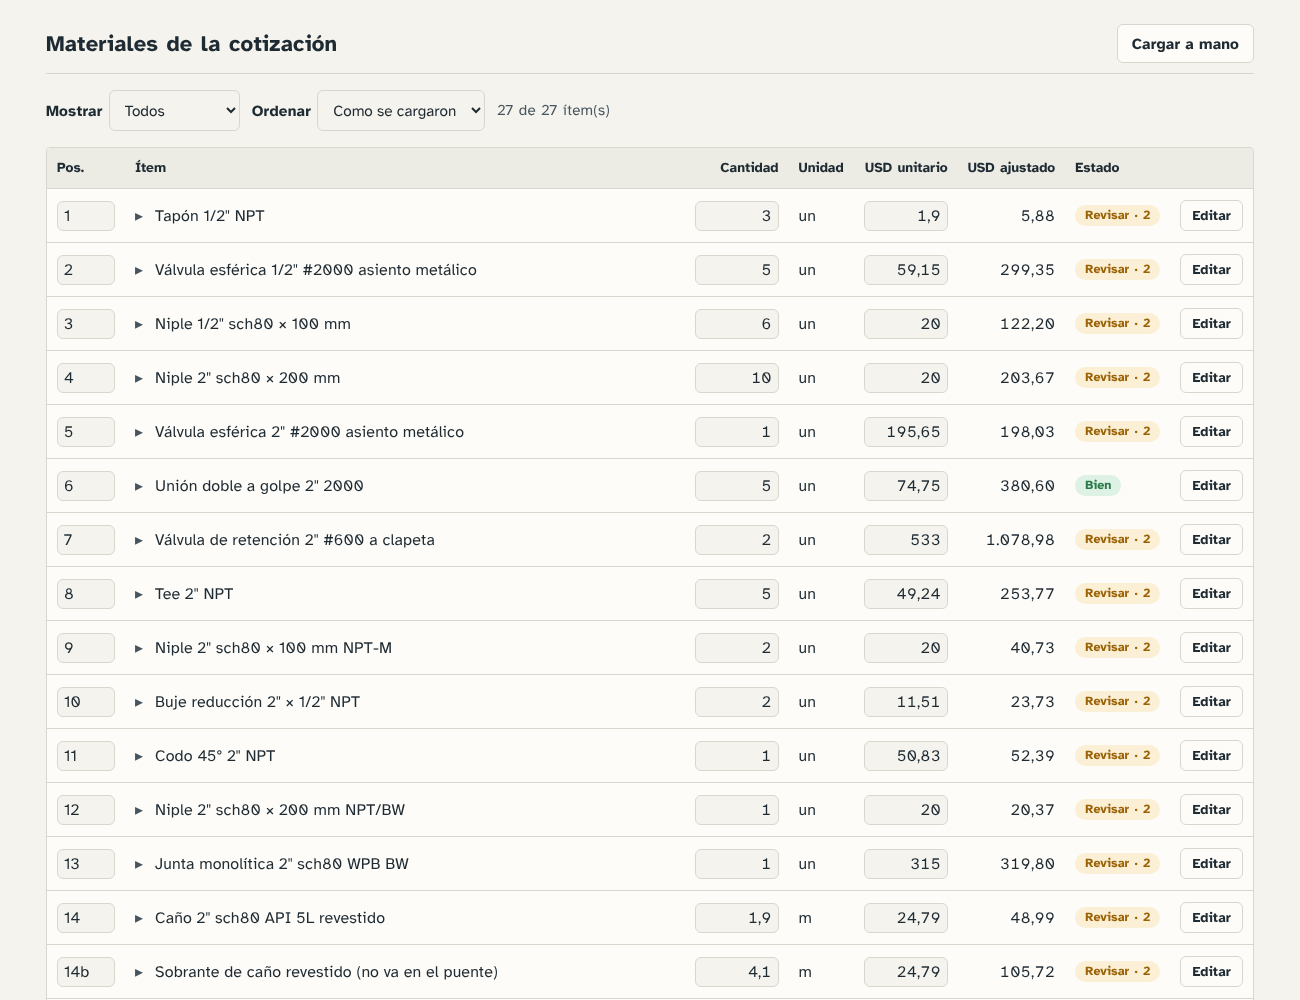 Materiales de la cotización
Cargar a mano
Mostrar Todos Ordenar Como se cargaron 27 de 27 ítem(s)
Pos. Ítem Cantidad Unidad USD unitario USD ajustado Estado
1 ▸ Tapón 1/2" NPT 3 un 1,9 5,88 Revisar · 2 Editar
2 ▸ Válvula esférica 1/2" #2000 asiento metálico 5 un 59,15 299,35 Revisar · 2 Editar
3 ▸ Niple 1/2" sch80 × 100 mm 6 un 20 122,20 Revisar · 2 Editar
4 ▸ Niple 2" sch80 × 200 mm 10 un 20 203,67 Revisar · 2 Editar
5 ▸ Válvula esférica 2" #2000 asiento metálico 1 un 195,65 198,03 Revisar · 2 Editar
6 ▸ Unión doble a golpe 2" 2000 5 un 74,75 380,60 Bien Editar
7 ▸ Válvula de retención 2" #600 a clapeta 2 un 533 1.078,98 Revisar · 2 Editar
8 ▸ Tee 2" NPT 5 un 49,24 253,77 Revisar · 2 Editar
9 ▸ Niple 2" sch80 × 100 mm NPT-M 2 un 20 40,73 Revisar · 2 Editar
10 ▸ Buje reducción 2" × 1/2" NPT 2 un 11,51 23,73 Revisar · 2 Editar
11 ▸ Codo 45° 2" NPT 1 un 50,83 52,39 Revisar · 2 Editar
12 ▸ Niple 2" sch80 × 200 mm NPT/BW 1 un 20 20,37 Revisar · 2 Editar
13 ▸ Junta monolítica 2" sch80 WPB BW 1 un 315 319,80 Revisar · 2 Editar
14 ▸ Caño 2" sch80 API 5L revestido 1,9 m 24,79 48,99 Revisar · 2 Editar
14b ▸ Sobrante de caño revestido (no va en el puente) 4,1 m 24,79 105,72 Revisar · 2 Editar